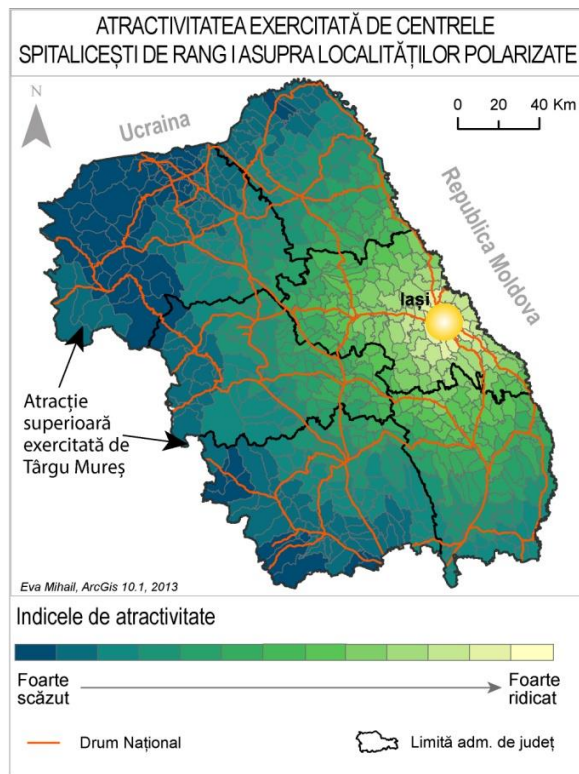 ATRACTIVITATEA EXERCITATĂ DE CENTRELE
SPITALICEȘTI DE RANG I ASUPRA LOCALITĂȚILOR POLARIZATE
N
Ucraina
0 20 40 Km
Republica Moldova
Iași
Atracție
superioară
exercitată de
Târgu Mureș
Eva Mihail, ArcGis 10.1, 2013
Indicele de atractivitate
Foarte
scăzut
Foarte
ridicat
Drum Național
Limită adm. de județ